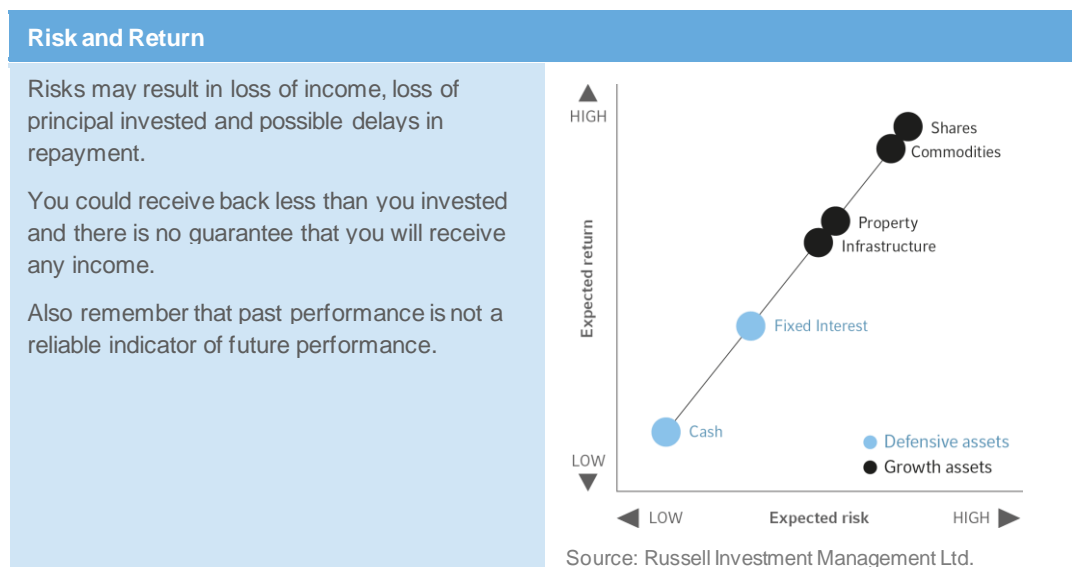 Risk and Return
Risks may result in loss of income, loss of
principal invested and possible delays in
repayment.
You could receive back less than you invested
and there is no guarantee that you will receive
any income.
Also remember that past performance is not a
reliable indicator of future performance.
HIGH
Expected return
LOW
Shares
Commodities
Property
Infrastructure
Fixed Interest
Cash
Defensive assets
Growth assets
LOW Expected risk HIGH
Source: Russell Investment Management Ltd.